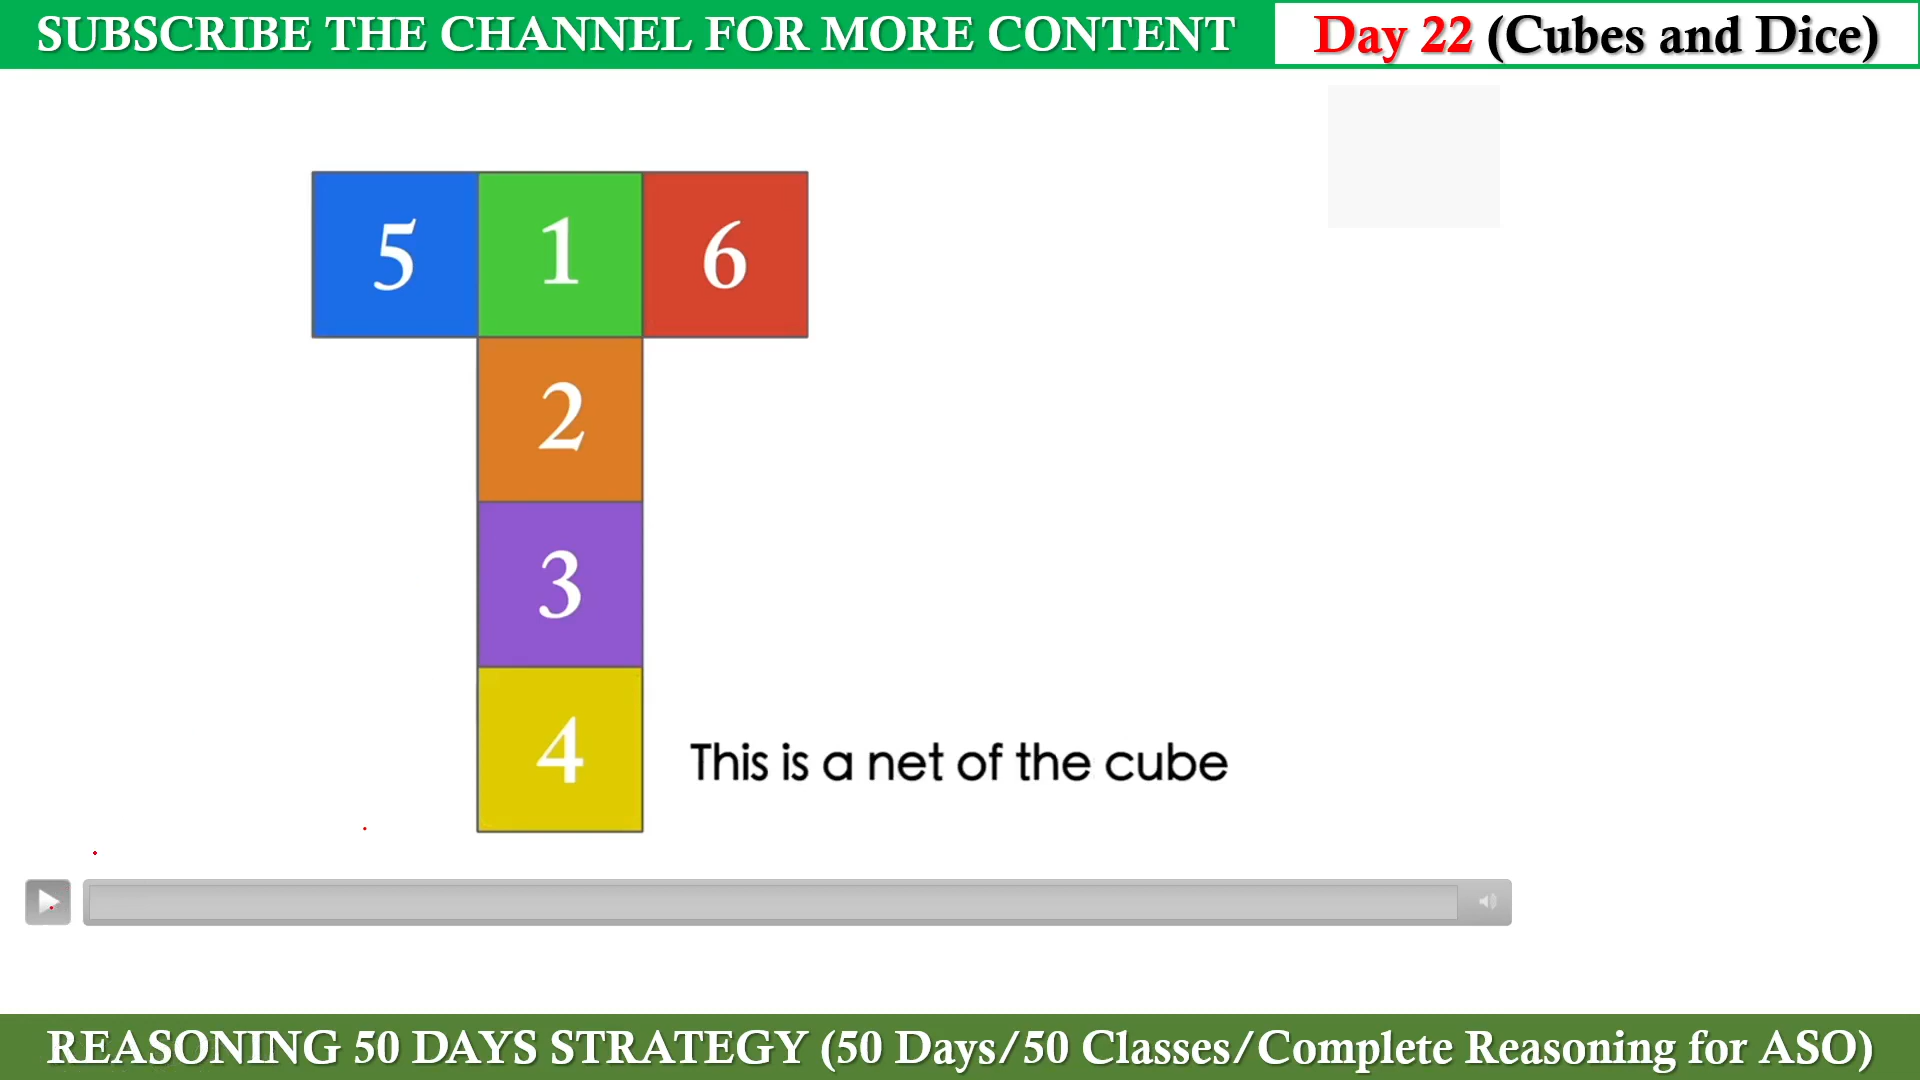 SUBSCRIBE THE CHANNEL FOR MORE CONTENT
Day 22 (Cubes and Dice)
5 1 6
2
3
4
This is a net of the cube
REASONING 50 DAYS STRATEGY (50 Days/50 Classes/Complete Reasoning for ASO)